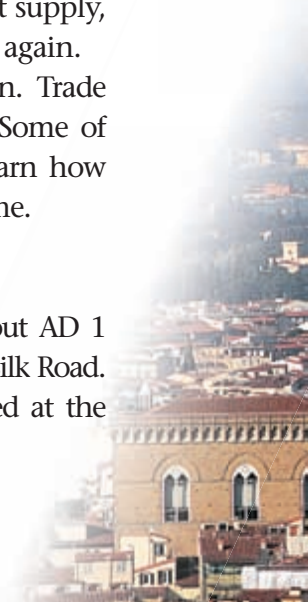 t supply,
again.
n. Trade
Some of
arn how
ne.
out AD 1
ilk Road.
ed at the